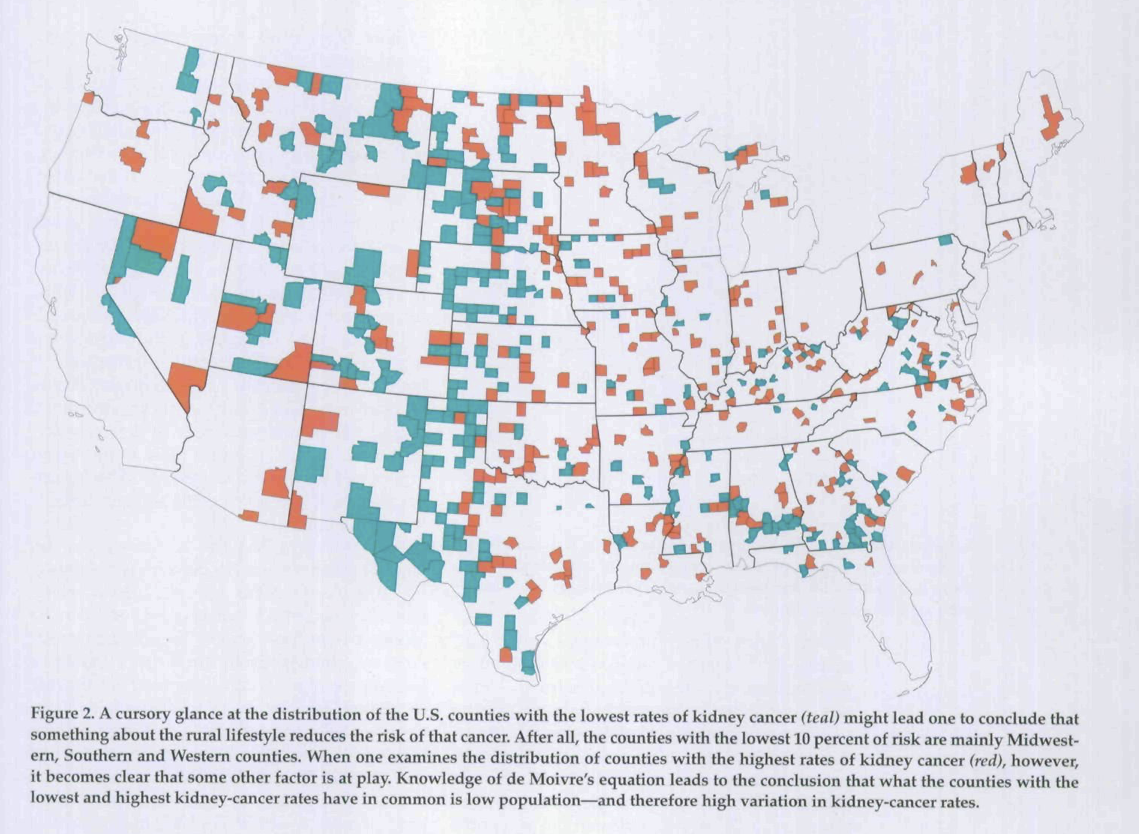 Figure 2. A cursory glance at the distribution of the U.S. counties with the lowest rates of kidney cancer (teal) might lead one to conclude that
something about the rural lifestyle reduces the risk of that cancer. After all, the counties with the lowest 10 percent of risk are mainly Midwest-
ern, Southern and Western counties. When one examines the distribution of counties with the highest rates of kidney cancer (red), however,
it becomes clear that some other factor is at play. Knowledge of de Moivre's equation leads to the conclusion that what the counties with the
lowest and highest kidney-cancer rates have in common is low population—and therefore high variation in kidney-cancer rates.